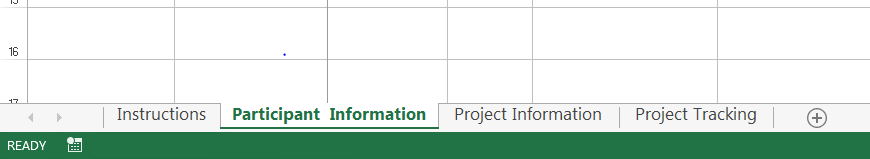 15
16
17
Instructions Participant Information Project Information Project Tracking
READY